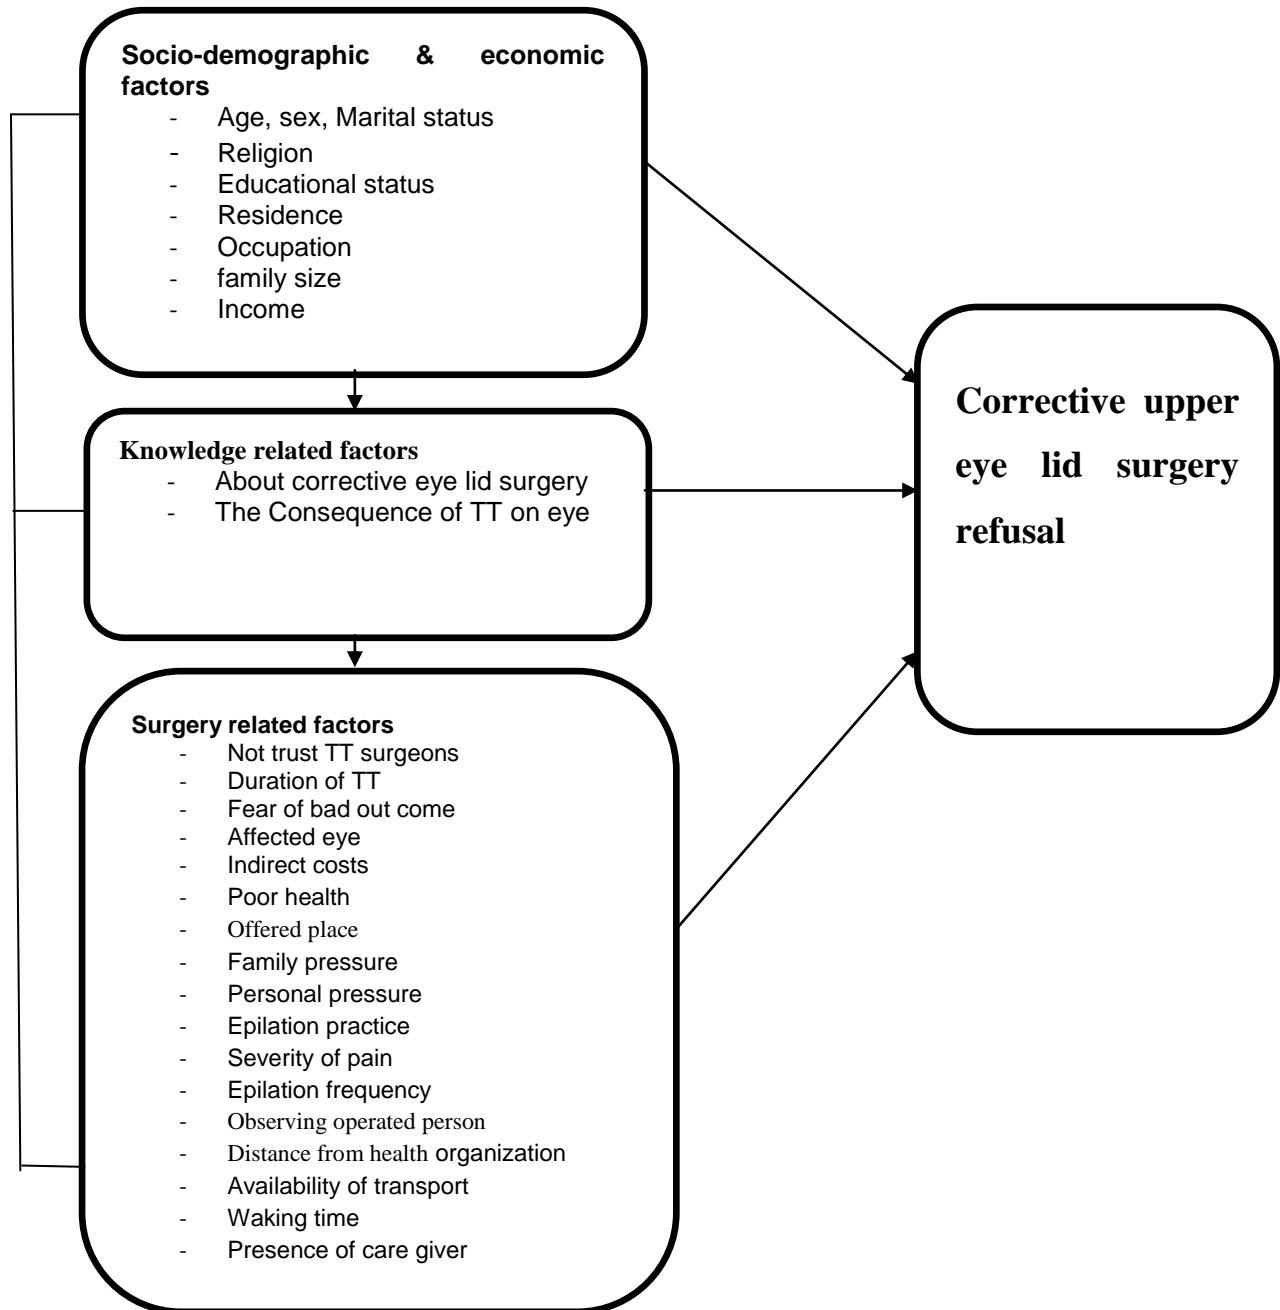 Socio-demographic & economic
factors
- Age, sex, Marital status
- Religion
- Educational status
- Residence
- Occupation
- family size
- Income
Knowledge related factors
- About corrective eye lid surgery
- The Consequence of TT on eye
Surgery related factors
- Not trust TT surgeons
- Duration of TT
- Fear of bad out come
- Affected eye
- Indirect costs
- Poor health
- Offered place
- Family pressure
- Personal pressure
- Epilation practice
- Severity of pain
- Epilation frequency
- Observing operated person
- Distance from health organization
- Availability of transport
- Waking time
- Presence of care giver
Corrective upper
eye lid surgery
refusal